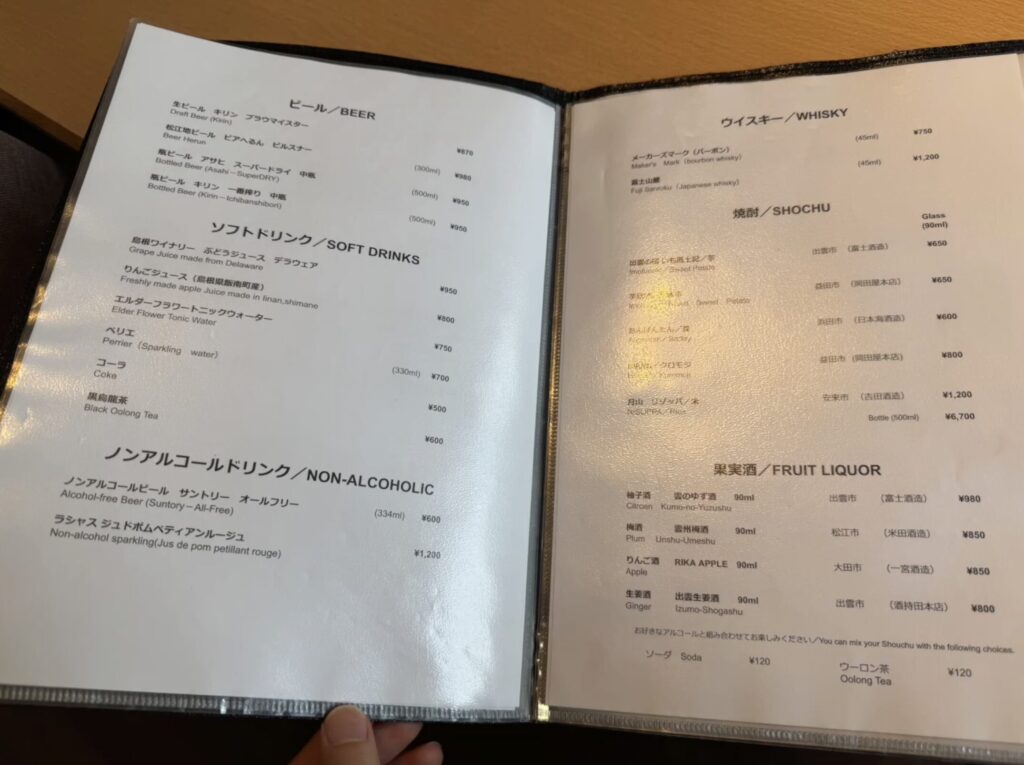 ビール／BEER
生ビール　キリン　ブラウマイスター
Draft Beer (Kirin)
¥870
松江地ビール　ビアへるん　ピルスナー
Beer Herun
(300ml) ¥980
瓶ビール　アサヒ　スーパードライ　中瓶
Bottled Beer (Asahi－SuperDRY)
(500ml) ¥950
瓶ビール　キリン　一番搾り　中瓶
Bottled Beer (Kirin－Ichibanshibori)
(500ml) ¥950
ソフトドリンク／SOFT DRINKS
島根ワイナリー　ぶどうジュース　デラウェア
Grape Juice made from Delaware
¥950
りんごジュース（島根県飯南町産）
Freshly made apple Juice made in Iinan,shimane
¥800
エルダーフラワートニックウォーター
Elder Flower Tonic Water
¥750
ペリエ
Perrier（Sparkling　water）
(330ml) ¥700
コーラ
Coke
¥500
黒烏龍茶
Black Oolong Tea
¥600
ノンアルコールドリンク／NON-ALCOHOLIC
ノンアルコールビール　サントリー　オールフリー
Alcohol-free Beer (Suntory－All-Free)
(334ml) ¥600
ラシャス ジュドポムペティアンルージュ
Non-alcohol sparkling(Jus de pom petillant rouge)
¥1,200
ウイスキー／WHISKY
(45ml) ¥750
メーカーズマーク（バーボン）
Maker's　Mark（bourbon whisky）
(45ml) ¥1,200
富士山麓
Fuji Sanroku（Japanese whisky）
焼酎／SHOCHU
Glass
(90ml)
出雲市　（富士酒造） ¥650
／Sweet Potato
益田市　（岡田屋本店） ¥650
Sweet　Potato
浜田市　（日本海酒造） ¥600
益田市　（岡田屋本店） ¥800
／クロモジ
月山　リゾッパ／米　安来市　（吉田酒造） ¥1,200
Bottle (500ml) ¥6,700
果実酒／FRUIT LIQUOR
柚子酒　雲のゆず酒　90ml　出雲市　（富士酒造） ¥980
Citroen　Kumo-no-Yuzushu
梅酒　雲州梅酒　90ml　松江市　（米田酒造） ¥850
Plum　Unshu-Umeshu
りんご酒　RIKA APPLE　90ml　大田市　（一宮酒造） ¥850
Apple
生姜酒　出雲生姜酒　90ml　出雲市　（酒持田本店） ¥800
Ginger　Izumo-Shogashu
お好きなアルコールと組み合わせてお楽しみください／You can mix your Shouchu with the following choices.
ソーダ　Soda　¥120　ウーロン茶　¥120
Oolong Tea